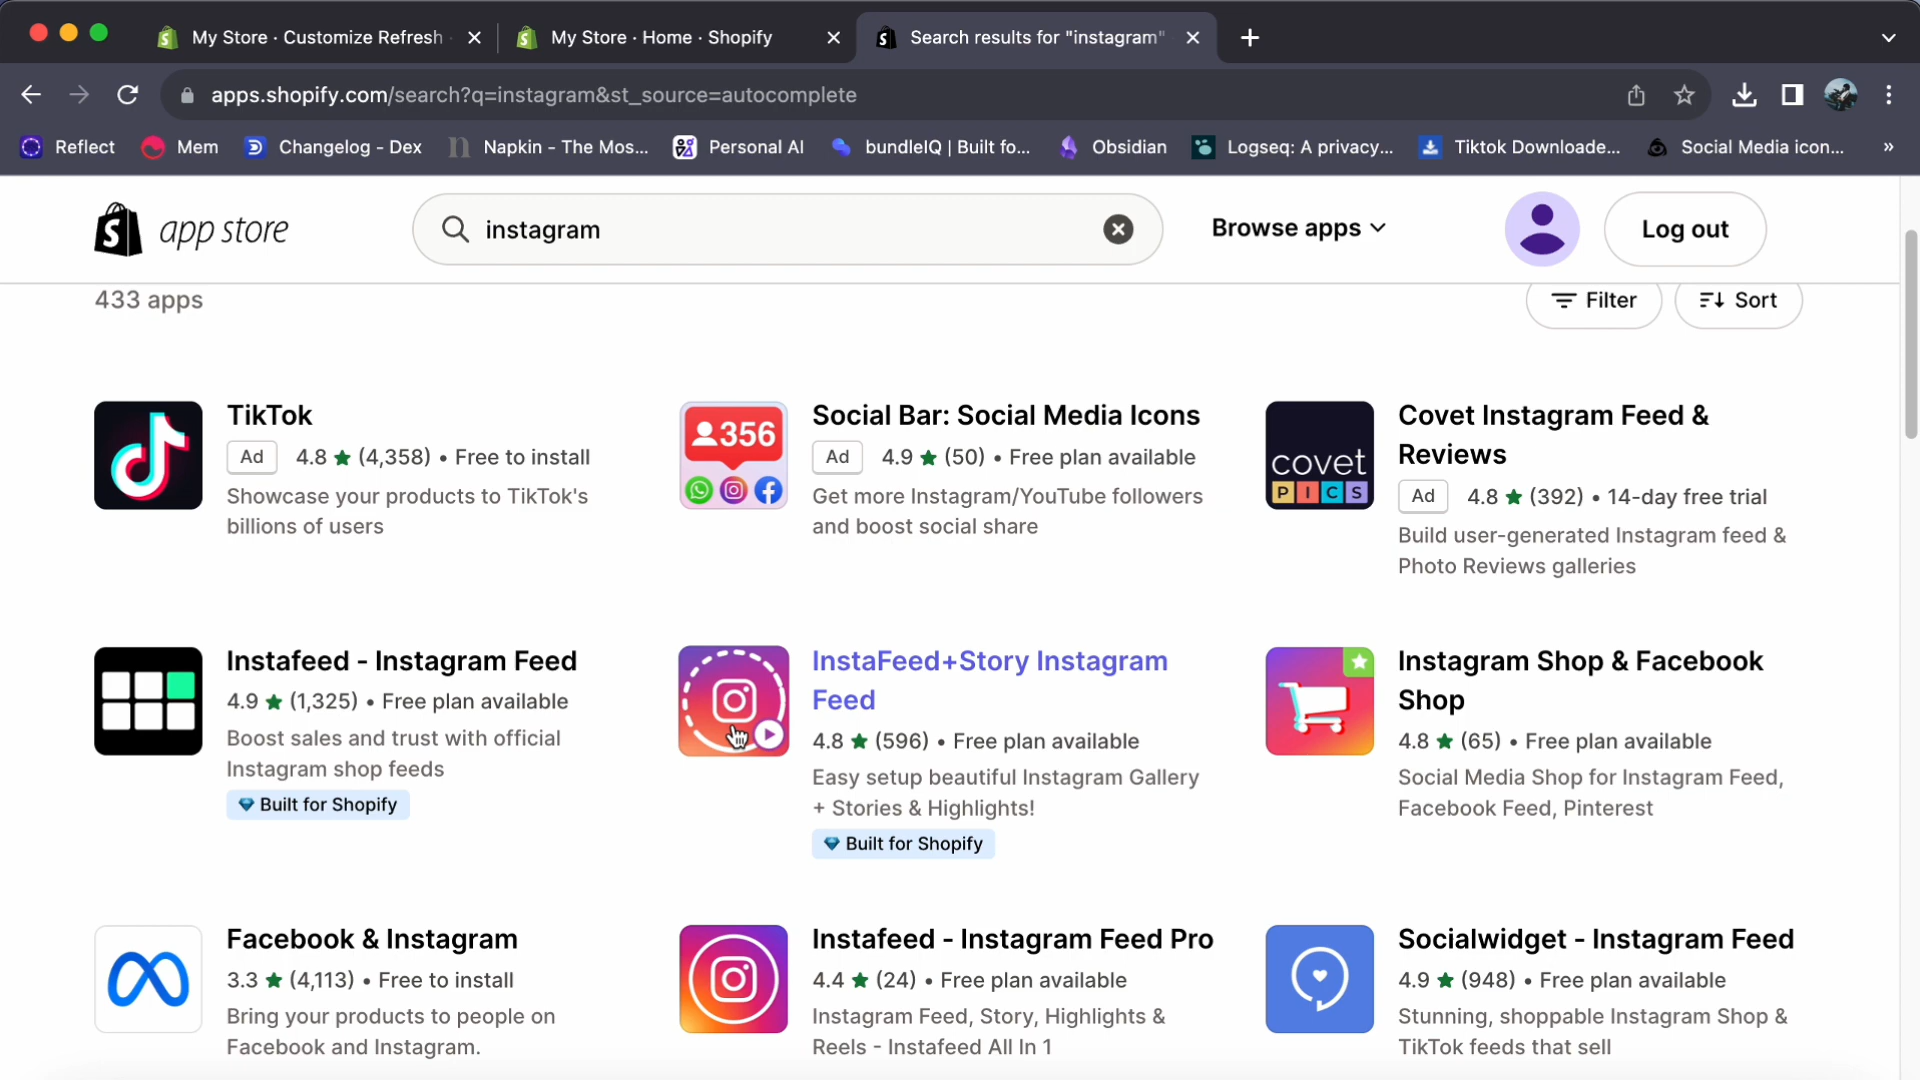 My Store · Customize Refresh
My Store · Home · Shopify
Search results for "instagram"
apps.shopify.com/search?q=instagram&st_source=autocomplete
Reflect
Mem
Changelog - Dex
Napkin - The Mos...
Personal AI
bundleIQ | Built fo...
Obsidian
Logseq: A privacy...
Tiktok Downloade...
Social Media icon...
»
app store
instagram
Browse apps
Log out
433 apps
Filter
Sort
TikTok
Ad 4.8 ★ (4,358) • Free to install
Showcase your products to TikTok's
billions of users
356
Social Bar: Social Media Icons
Ad 4.9 ★ (50) • Free plan available
Get more Instagram/YouTube followers
and boost social share
covet
PICS
Covet Instagram Feed &
Reviews
Ad 4.8 ★ (392) • 14-day free trial
Build user-generated Instagram feed &
Photo Reviews galleries
Instafeed - Instagram Feed
4.9 ★ (1,325) • Free plan available
Boost sales and trust with official
Instagram shop feeds
Built for Shopify
InstaFeed+Story Instagram
Feed
4.8 ★ (596) • Free plan available
Easy setup beautiful Instagram Gallery
+ Stories & Highlights!
Built for Shopify
Instagram Shop & Facebook
Shop
4.8 ★ (65) • Free plan available
Social Media Shop for Instagram Feed,
Facebook Feed, Pinterest
Facebook & Instagram
3.3 ★ (4,113) • Free to install
Bring your products to people on
Facebook and Instagram.
Instafeed - Instagram Feed Pro
4.4 ★ (24) • Free plan available
Instagram Feed, Story, Highlights &
Reels - Instafeed All In 1
Socialwidget - Instagram Feed
4.9 ★ (948) • Free plan available
Stunning, shoppable Instagram Shop &
TikTok feeds that sell